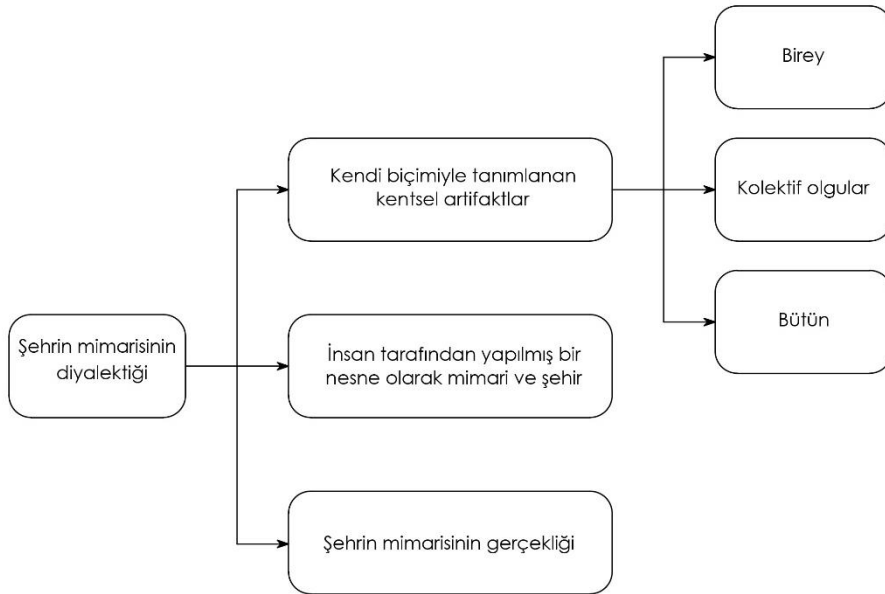 Birey
Kendi biçimiyle tanımlanan
kentsel artifaktlar
Kolektif olgular
Bütün
Şehrin mimarisinin
diyalektiği
İnsan tarafından yapılmış bir
nesne olarak mimari ve şehir
Şehrin mimarisinin gerçekliği